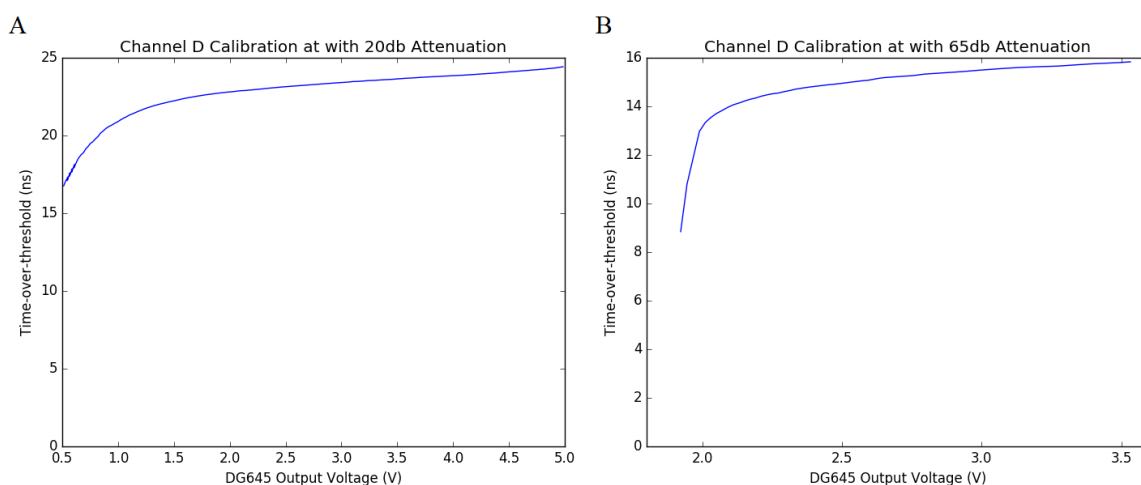 A
Channel D Calibration at with 20db Attenuation
25
20
15
10
5
0
Time-over-threshold (ns)
0.5 1.0 1.5 2.0 2.5 3.0 3.5 4.0 4.5 5.0
DG645 Output Voltage (V)
B
Channel D Calibration at with 65db Attenuation
16
14
12
10
8
6
4
2
0
Time-over-threshold (ns)
2.0 2.5 3.0 3.5
DG645 Output Voltage (V)